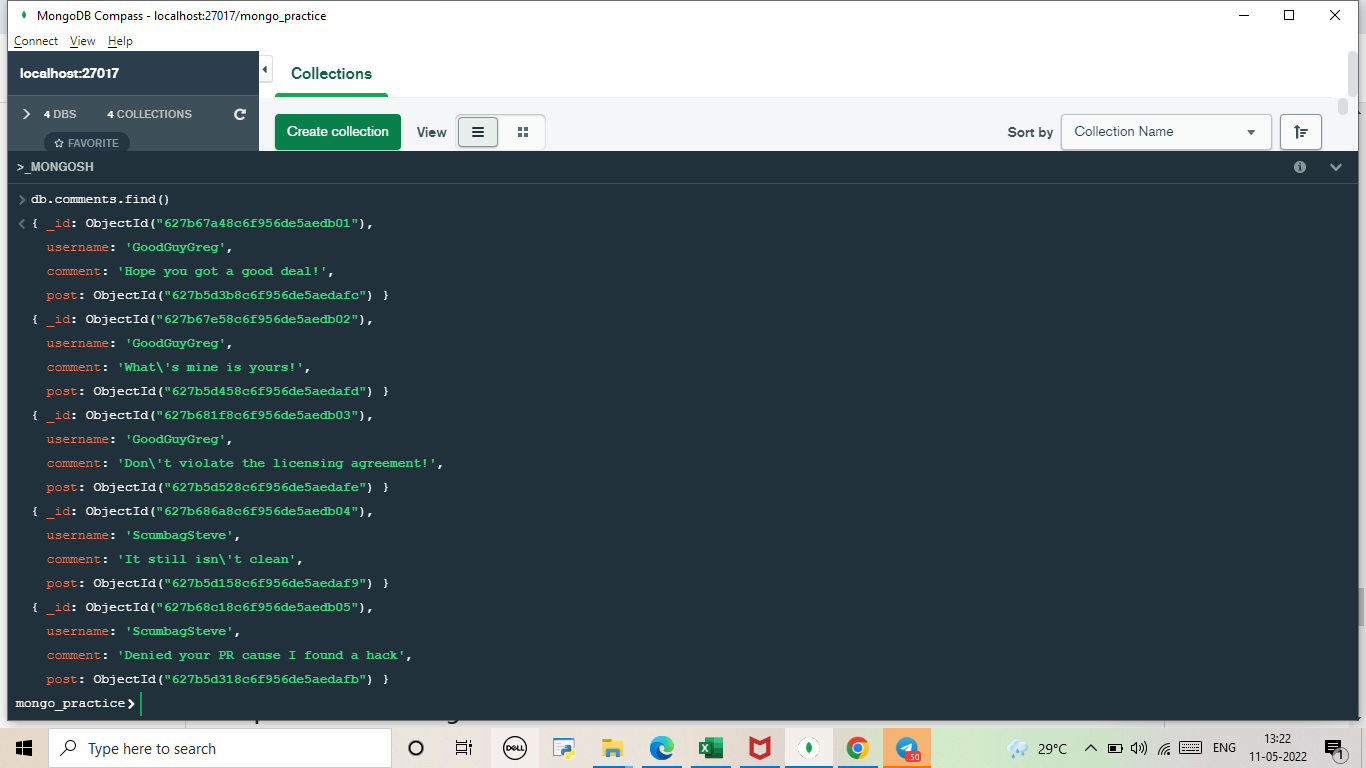 MongoDB Compass - localhost:27017/mongo_practice
Connect View Help
localhost:27017
Collections
4 DBS 4 COLLECTIONS
FAVORITE
Create collection
View
Sort by
Collection Name
>_MONGOSH
db.comments.find()
{ _id: ObjectId("627b67a48c6f956de5aedb01"),
username: 'GoodGuyGreg',
comment: 'Hope you got a good deal!',
post: ObjectId("627b5d3b8c6f956de5aedafc") }
{ _id: ObjectId("627b67e58c6f956de5aedb02"),
username: 'GoodGuyGreg',
comment: 'What\'s mine is yours!',
post: ObjectId("627b5d458c6f956de5aedafd") }
{ _id: ObjectId("627b681f8c6f956de5aedb03"),
username: 'GoodGuyGreg',
comment: 'Don\'t violate the licensing agreement!',
post: ObjectId("627b5d528c6f956de5aedafe") }
{ _id: ObjectId("627b686a8c6f956de5aedb04"),
username: 'ScumbagSteve',
comment: 'It still isn\'t clean',
post: ObjectId("627b5d158c6f956de5aedaf9") }
{ _id: ObjectId("627b68c18c6f956de5aedb05"),
username: 'ScumbagSteve',
comment: 'Denied your PR cause I found a hack',
post: ObjectId("627b5d318c6f956de5aedafb") }
mongo_practice>
Type here to search
DELL
.50
29°C
ENG
13:22
11-05-2022
1